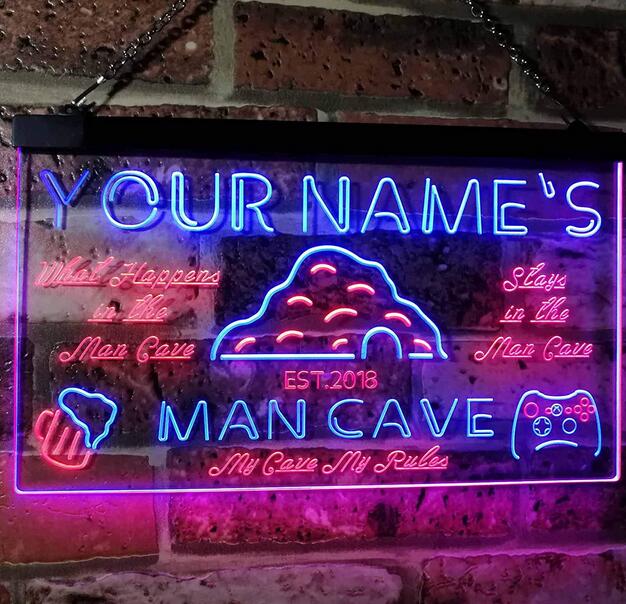 YOUR NAME'S
What Happens
in the
Man Cave
Stays
in the
Man Cave
EST.2018
MAN CAVE
My Cave My Rules